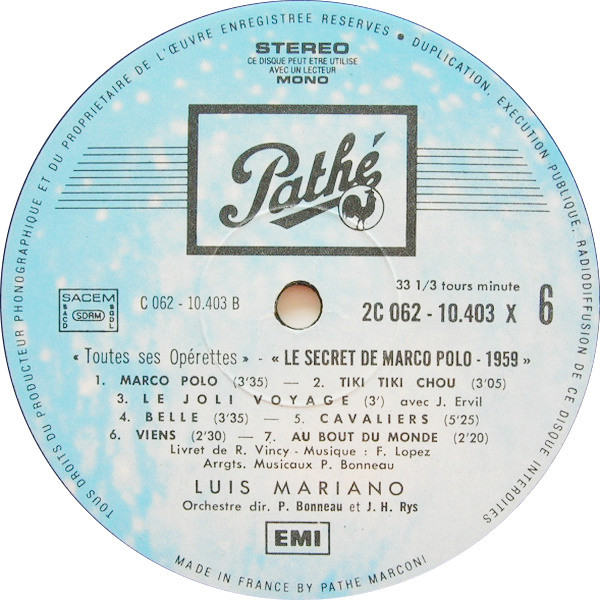 TOUS DROITS DU PRODUCTEUR PHONOGRAPHIQUE ET DU PROPRIETAIRE DE L'ŒUVRE ENREGISTREE RESERVES • DUPLICATION, EXECUTION PUBLIQUE, RADIODIFFUSION DE CE DISQUE INTERDITES
STEREO
CE DISQUE PEUT ETRE UTILISE
AVEC UN LECTEUR
MONO
Pathé
33 1/3 tours minute
SACEM
SACD SDRM SGDL
C 062 - 10.403 B
2C 062 - 10.403 X 6
« Toutes ses Opérettes » - « LE SECRET DE MARCO POLO - 1959 »
1. MARCO POLO (3'35) — 2. TIKI TIKI CHOU (3'05)
3. LE JOLI VOYAGE (3') avec J. Ervil
4. BELLE (3'35) — 5. CAVALIERS (5'25)
6. VIENS (2'30) — 7. AU BOUT DU MONDE (2'20)
Livret de R. Vincy - Musique : F. Lopez
Arrgts. Musicaux P. Bonneau
LUIS MARIANO
Orchestre dir. P. Bonneau et J. H. Rys
EMI
MADE IN FRANCE BY PATHE MARCONI